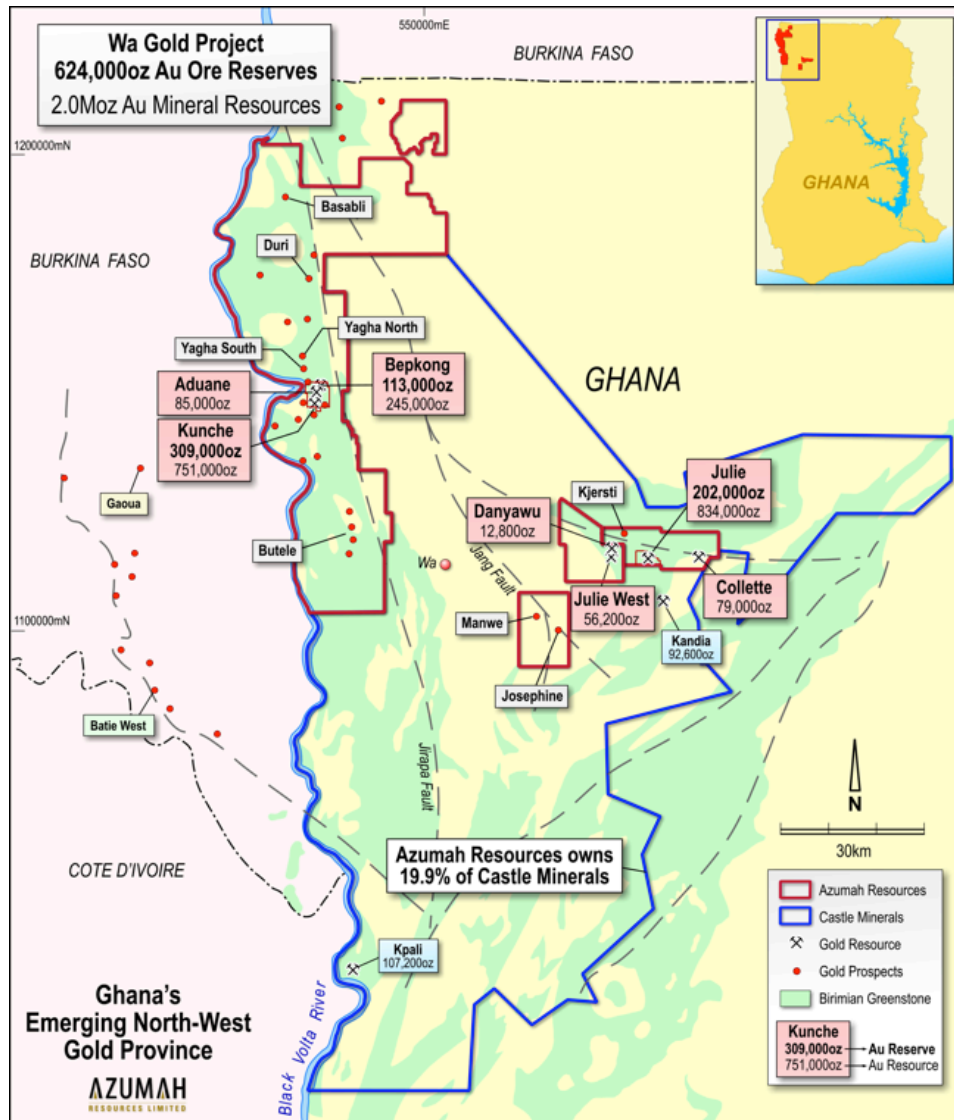 550000mE
Wa Gold Project
624,000oz Au Ore Reserves
2.0Moz Au Mineral Resources
BURKINA FASO
GHANA
1200000mN
Basabli
Duri
BURKINA FASO
Yagha North
Yagha South
Bepkong
113,000oz
245,000oz
Aduane
85,000oz
Kunche
309,000oz
751,000oz
GHANA
Gaoua
Julie
202,000oz
834,000oz
Kjersti
Danyawu
12,800oz
Butele
Wa
Jang Fault
Julie West
56,200oz
Collette
79,000oz
Manwe
Kandia
92,600oz
1100000mN
Josephine
Batie West
Jirapa Fault
N
30km
COTE D'IVOIRE
Azumah Resources owns
19.9% of Castle Minerals
Kpali
107,200oz
Black Volta River
Ghana's
Emerging North-West
Gold Province
AZUMAH
RESOURCES LIMITED
Azumah Resources
Castle Minerals
Gold Resource
Gold Prospects
Birimian Greenstone
Kunche
309,000oz Au Reserve
751,000oz Au Resource